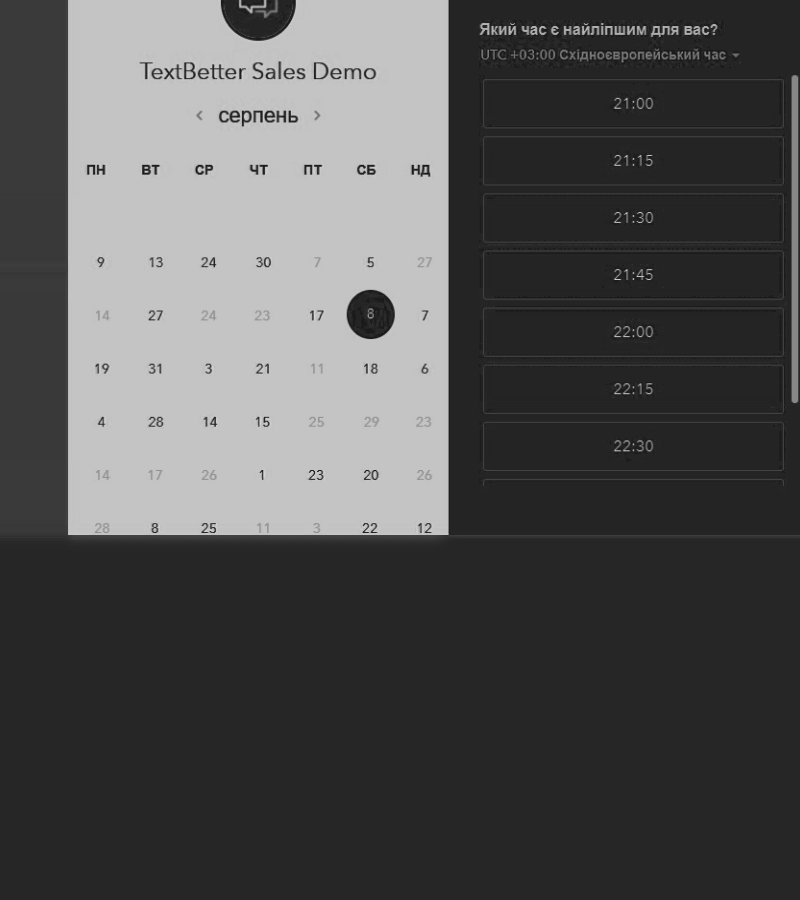 TextBetter Sales Demo
‹ серпень ›
ПН ВТ СР ЧТ ПТ СБ НД
9 13 24 30 7 5 27
14 27 24 23 17 8 7
19 31 3 21 11 18 6
4 28 14 15 25 29 23
14 17 26 1 23 20 26
28 8 25 11 3 22 12
Який час є найліпшим для вас?
UTC +03:00 Східноєвропейський час
21:00
21:15
21:30
21:45
22:00
22:15
22:30